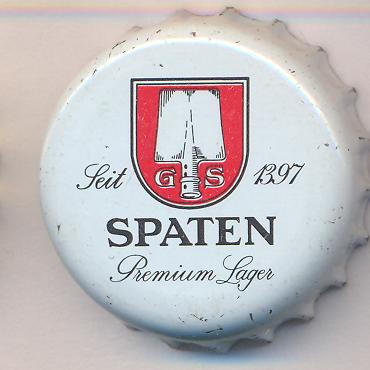 G S
Seit 1397
SPATEN
Premium Lager